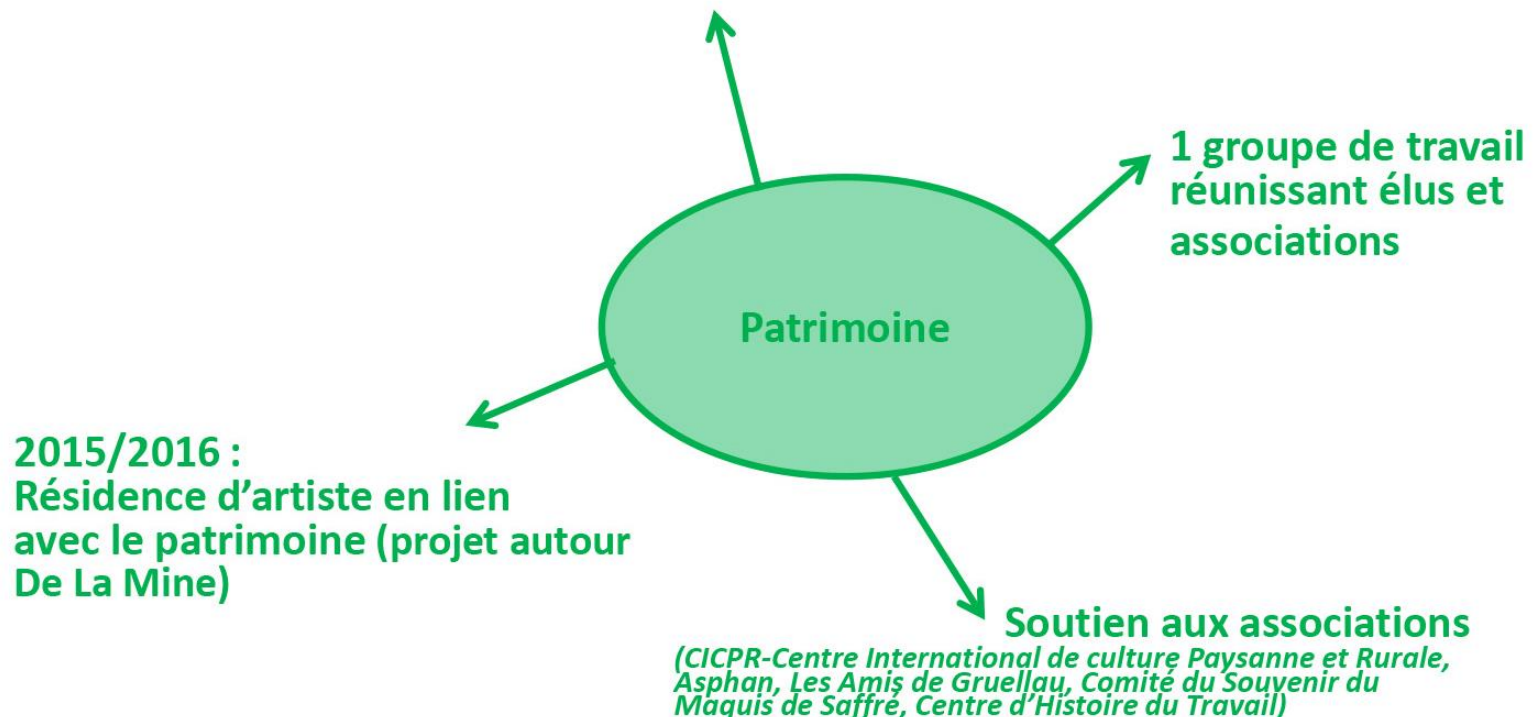 1 groupe de travail
réunissant élus et
associations
Patrimoine
2015/2016 :
Résidence d’artiste en lien
avec le patrimoine (projet autour
De La Mine)
Soutien aux associations
(CICPR-Centre International de culture Paysanne et Rurale,
Asphan, Les Amis de Gruellau, Comité du Souvenir du
Maquis de Saffré, Centre d’Histoire du Travail)